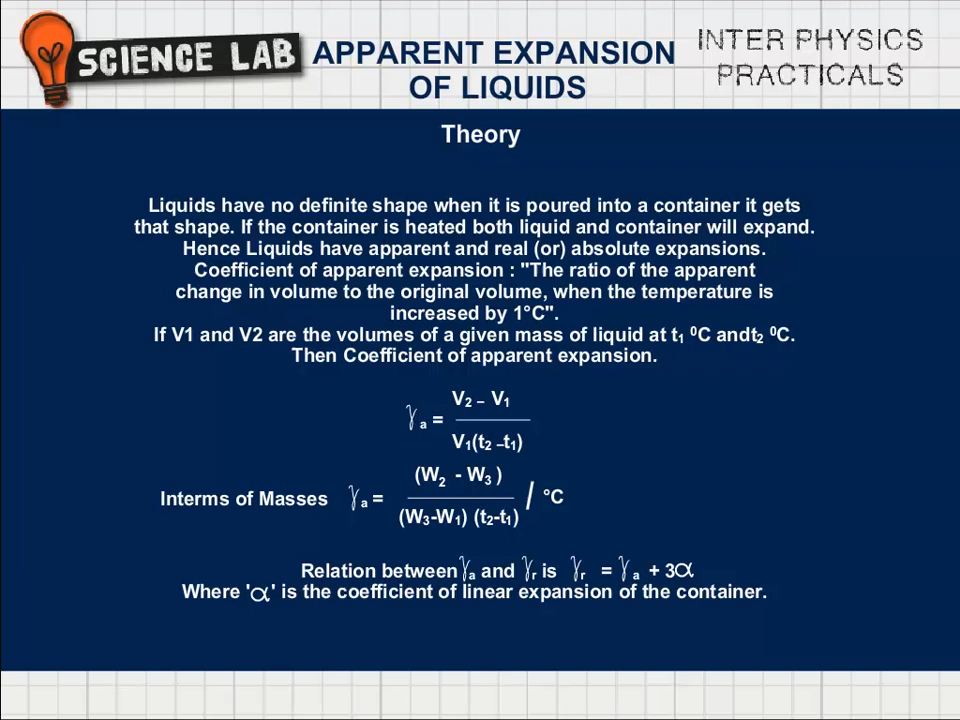 SCIENCE LAB
APPARENT EXPANSION
OF LIQUIDS
INTER PHYSICS
PRACTICALS
Theory
Liquids have no definite shape when it is poured into a container it gets
that shape. If the container is heated both liquid and container will expand.
Hence Liquids have apparent and real (or) absolute expansions.
Coefficient of apparent expansion : "The ratio of the apparent
change in volume to the original volume, when the temperature is
increased by 1°C".
If V1 and V2 are the volumes of a given mass of liquid at t₁ ⁰C andt₂ ⁰C.
Then Coefficient of apparent expansion.
V₂ – V₁
γₐ =
V₁(t₂ –t₁)
(W₂ - W₃ )
Interms of Masses γₐ = / °C
(W₃-W₁) (t₂-t₁)
Relation between γₐ and γᵣ is γᵣ = γₐ + 3α
Where 'α' is the coefficient of linear expansion of the container.